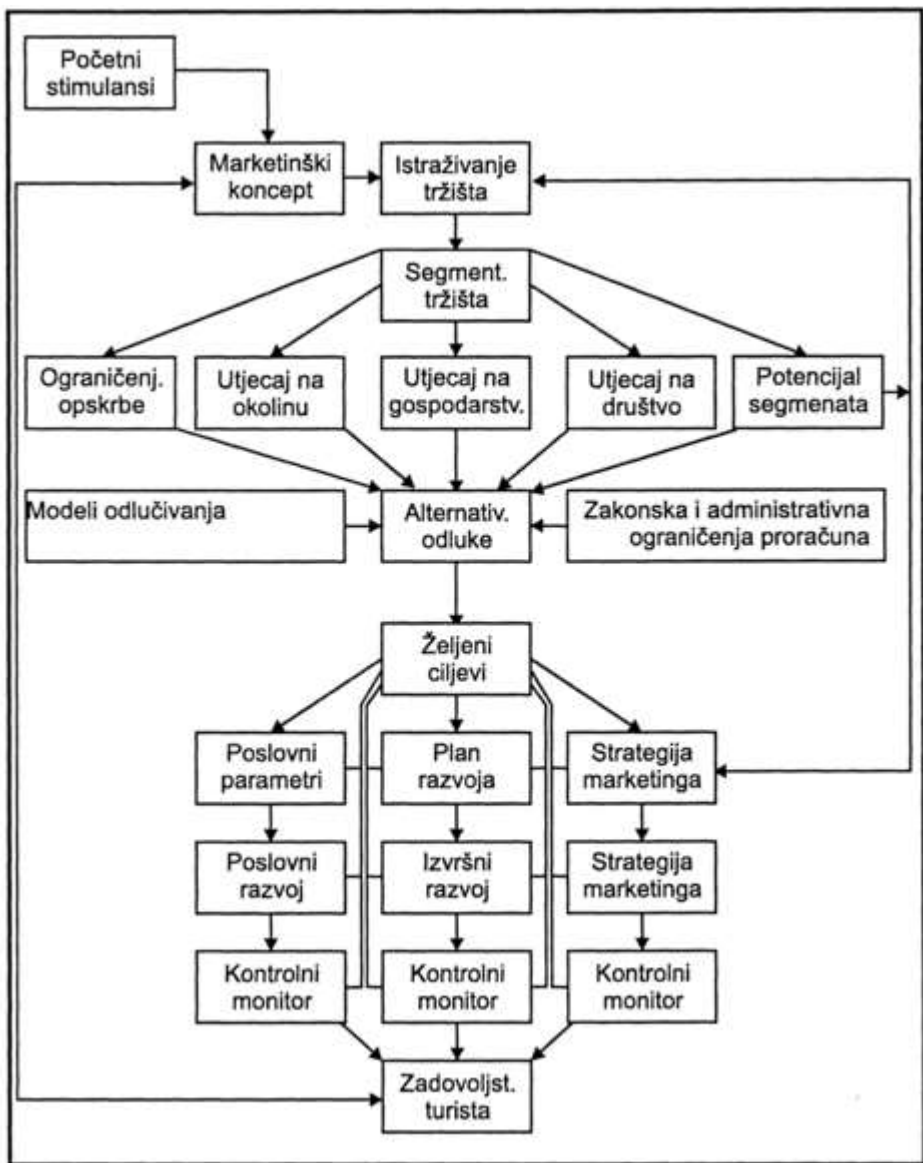 Početni
stimulansi
Marketinški
koncept
Istraživanje
tržišta
Segment.
tržišta
Ograničenj.
opskrbe
Utjecaj na
okolinu
Utjecaj na
gospodarstv.
Utjecaj na
društvo
Potencijal
segmenata
Modeli odlučivanja
Alternativ.
odluke
Zakonska i administrativna
ograničenja proračuna
Željeni
ciljevi
Poslovni
parametri
Plan
razvoja
Strategija
marketinga
Poslovni
razvoj
Izvršni
razvoj
Strategija
marketinga
Kontrolni
monitor
Kontrolni
monitor
Kontrolni
monitor
Zadovoljst.
turista